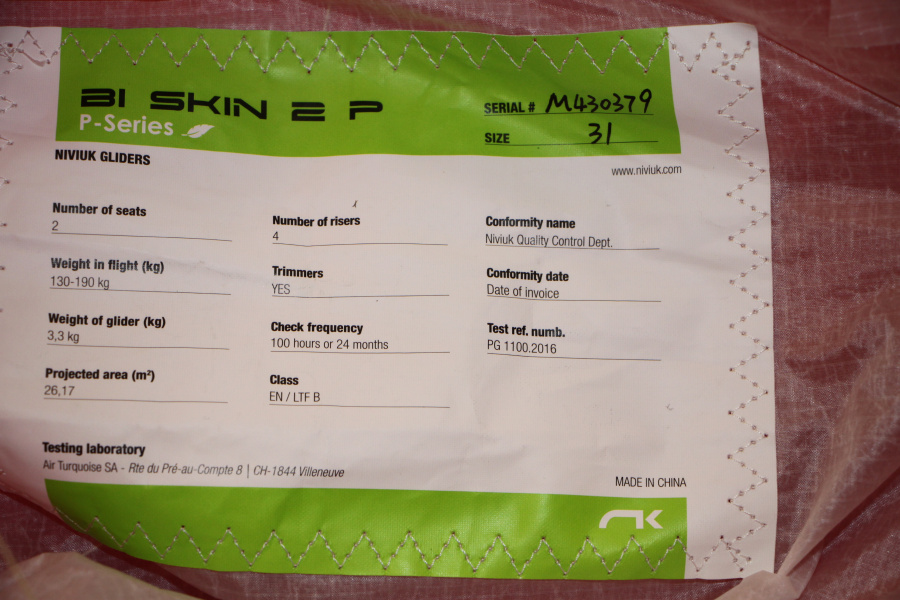 BI SKIN 2 P
P-Series
SERIAL # M430379
SIZE 31
NIVIUK GLIDERS
www.niviuk.com
Number of seats
2
Weight in flight (kg)
130-190 kg
Weight of glider (kg)
3,3 kg
Projected area (m²)
26,17
Number of risers
4
Trimmers
YES
Check frequency
100 hours or 24 months
Class
EN / LTF B
Conformity name
Niviuk Quality Control Dept.
Conformity date
Date of invoice
Test ref. numb.
PG 1100.2016
Testing laboratory
Air Turquoise SA - Rte du Pré-au-Compte 8 | CH-1844 Villeneuve
MADE IN CHINA